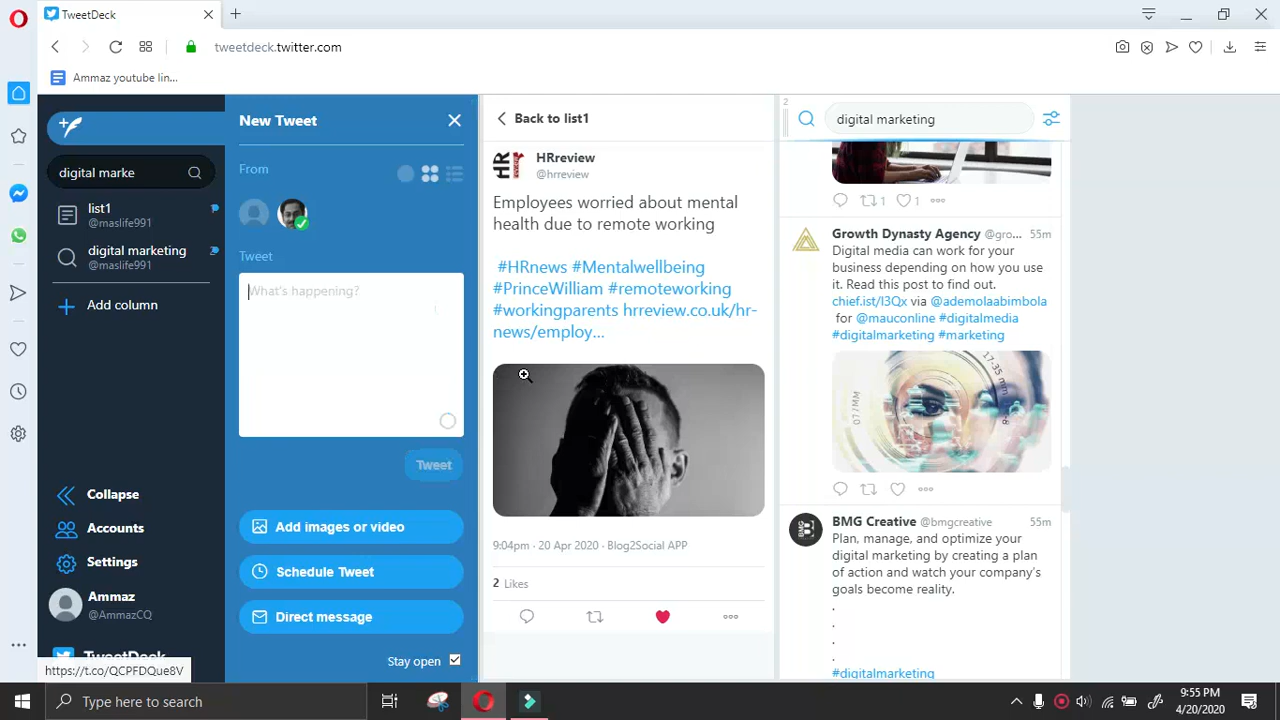 TweetDeck
tweetdeck.twitter.com
Ammaz youtube lin...
digital marke
list1
@maslife991
digital marketing
@maslife991
Add column
Collapse
Accounts
Settings
Ammaz
@AmmazCQ
TweetDeck
https://t.co/QCPFDQue8V
New Tweet
From
Tweet
What's happening?
Tweet
Add images or video
Schedule Tweet
Direct message
Stay open
Back to list1
HR
HRreview
@hrreview
Employees worried about mental
health due to remote working
#HRnews #Mentalwellbeing
#PrinceWilliam #remoteworking
#workingparents hrreview.co.uk/hr-
news/employ...
9:04pm · 20 Apr 2020 · Blog2Social APP
2 Likes
2
digital marketing
1 1
Growth Dynasty Agency @gro... 55m
Digital media can work for your
business depending on how you use
it. Read this post to find out.
chief.ist/l3Qx via @ademolaabimbola
for @mauconline #digitalmedia
#digitalmarketing #marketing
17-35 mm
BMG Creative @bmgcreative 55m
Plan, manage, and optimize your
digital marketing by creating a plan
of action and watch your company's
goals become reality.
.
.
.
.
#digitalmarketing
Type here to search
9:55 PM
4/20/2020